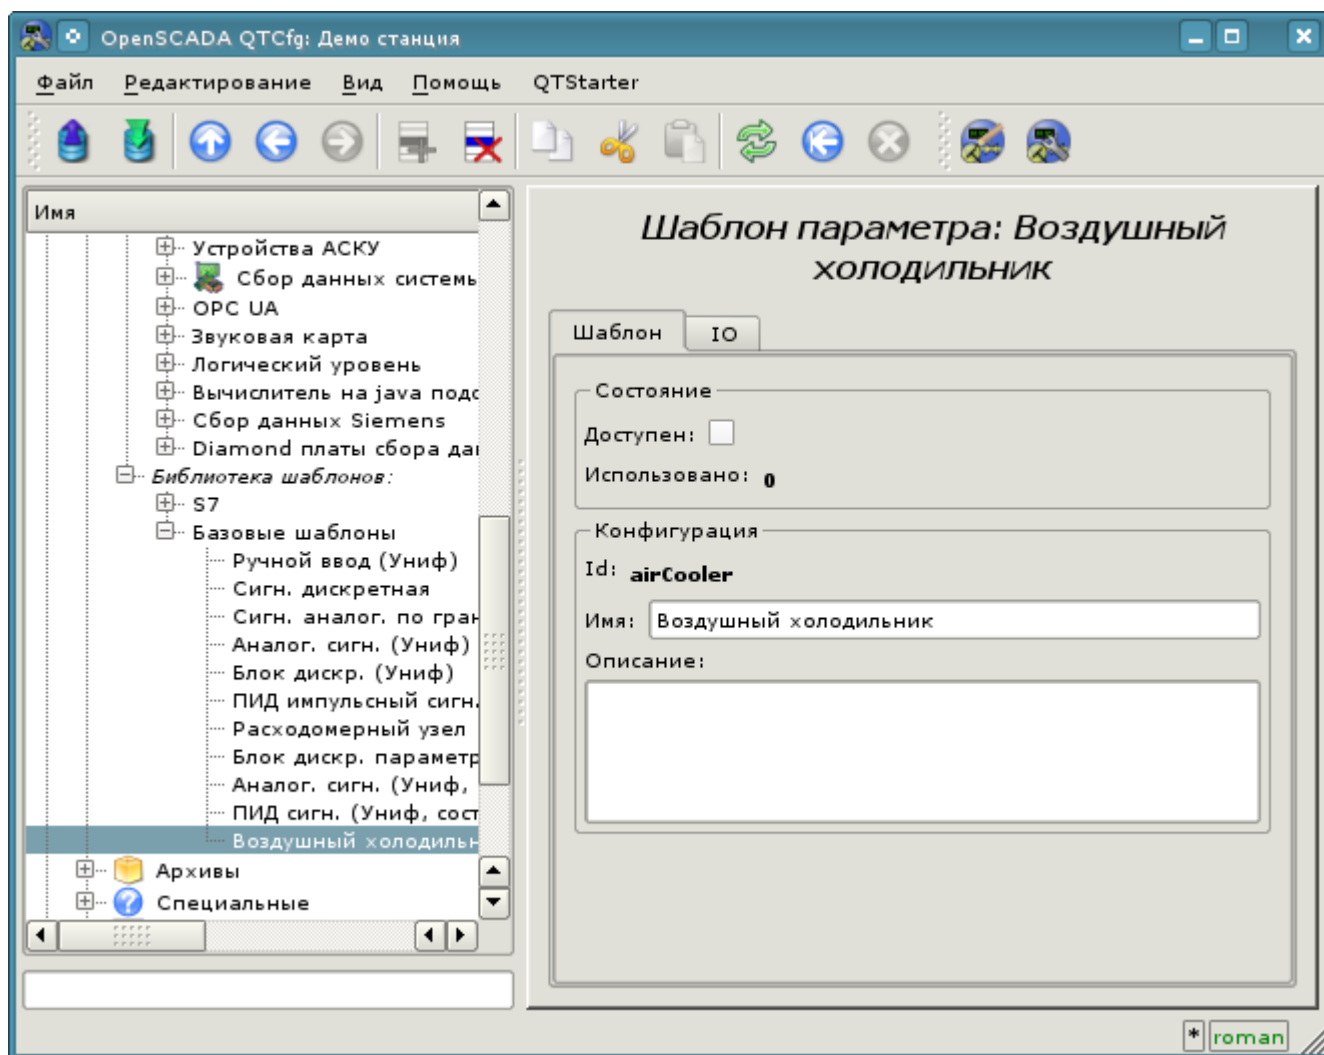 OpenSCADA QTCfg: Демо станция
Файл Редактирование Вид Помощь QTStarter
Имя
Устройства АСКУ
Сбор данных системы
OPC UA
Звуковая карта
Логический уровень
Вычислитель на java подо
Сбор данных Siemens
Diamond платы сбора дан
Библиотека шаблонов:
S7
Базовые шаблоны
Ручной ввод (Униф)
Сигн. дискретная
Сигн. аналог. по гран
Аналог. сигн. (Униф)
Блок дискр. (Униф)
ПИД импульсный сигн.
Расходомерный узел
Блок дискр. параметр
Аналог. сигн. (Униф,
ПИД сигн. (Униф, сост
Воздушный холодильн
Архивы
Специальные
Шаблон параметра: Воздушный
холодильник
Шаблон IO
Состояние
Доступен:
Использовано: 0
Конфигурация
Id: airCooler
Имя: Воздушный холодильник
Описание:
* roman